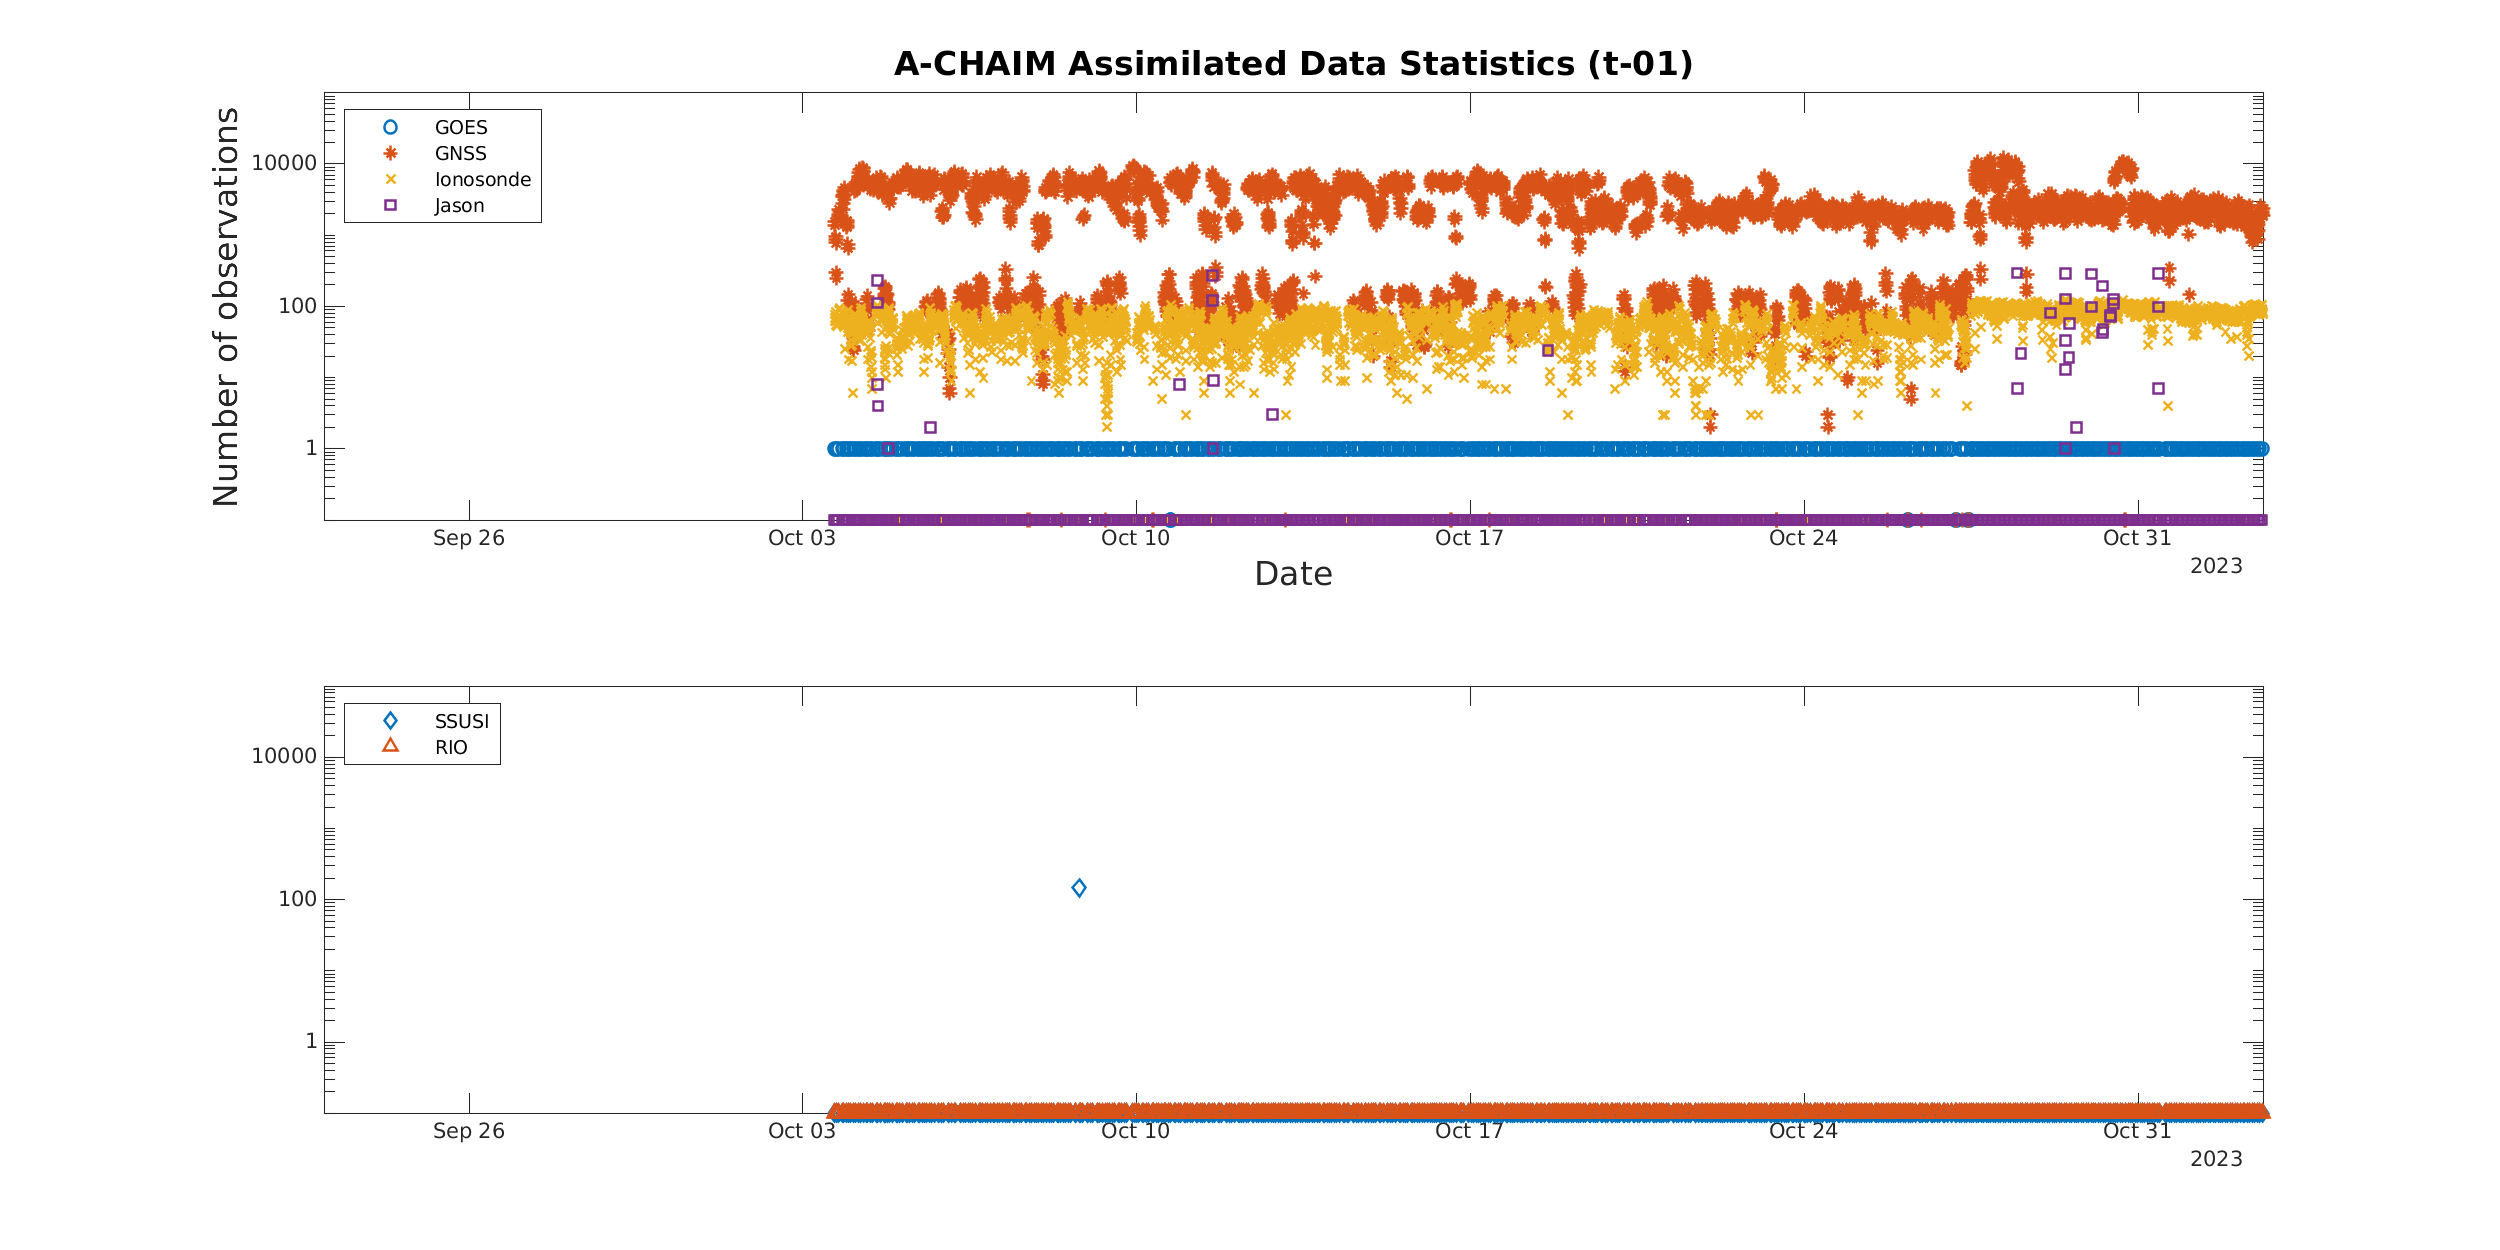 A-CHAIM Assimilated Data Statistics (t-01)
GOES
GNSS
Ionosonde
Jason
Number of observations
10000
100
1
Sep 26
Oct 03
Oct 10
Oct 17
Oct 24
Oct 31
2023
Date
SSUSI
RIO
10000
100
1
Sep 26
Oct 03
Oct 10
Oct 17
Oct 24
Oct 31
2023